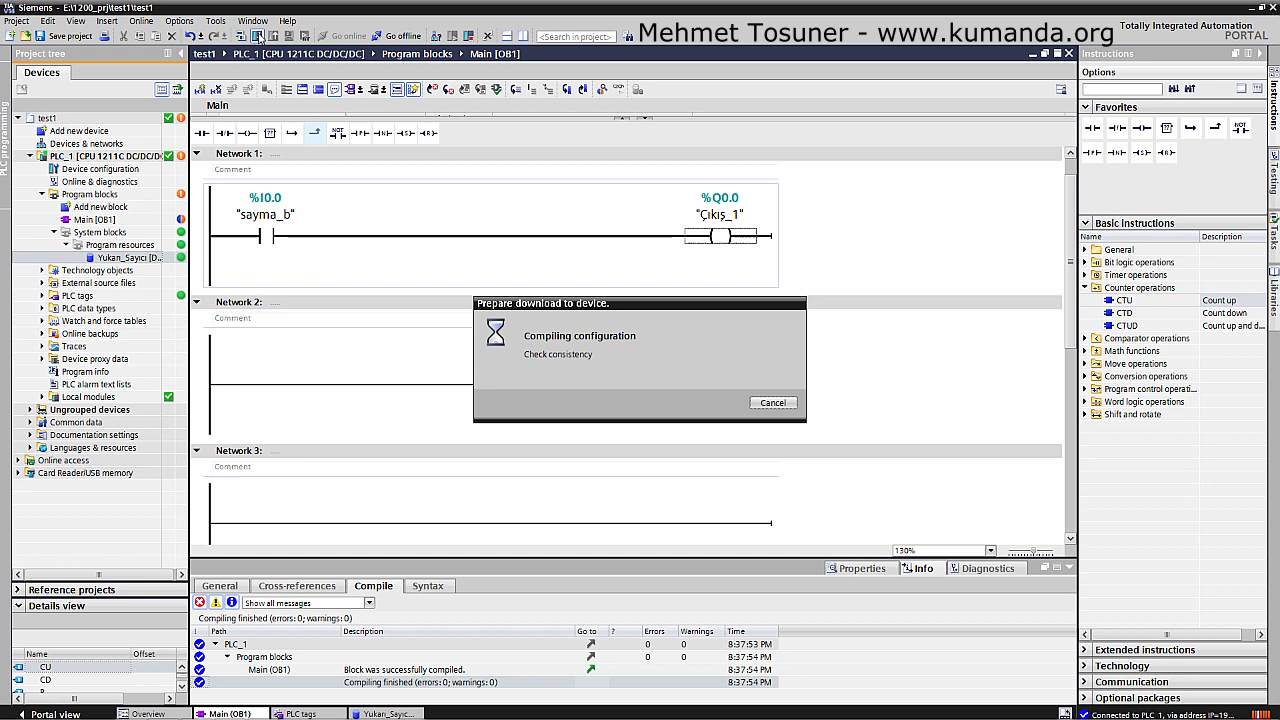 Siemens - E:\1200_prj\test1\test1
Mehmet Tosuner - www.kumanda.org
Project Edit View Insert Online Options Tools Window Help
Totally Integrated Automation
PORTAL
Save project
Go online
Go offline
<Search in project>
Project tree
test1 PLC_1 [CPU 1211C DC/DC/DC] Program blocks Main [OB1]
Instructions
Devices
Options
Main
Favorites
test1
Add new device
Devices & networks
PLC_1 [CPU 1211C DC/DC/D
Device configuration
Online & diagnostics
Program blocks
Add new block
Main [OB1]
System blocks
Program resources
Yukarı_Sayıcı [D..
Technology objects
External source files
PLC tags
PLC data types
Watch and force tables
Online backups
Traces
Device proxy data
Program info
PLC alarm text lists
Local modules
Ungrouped devices
Common data
Documentation settings
Languages & resources
Online access
Card Reader/USB memory
Reference projects
Details view
Name Offset
CU
CD
PLC programming
Network 1: .....
Comment
%I0.0
"sayma_b"
%Q0.0
"Çıkış_1"
Network 2: .....
Comment
Prepare download to device.
Compiling configuration
Check consistency
Cancel
Network 3: .....
Comment
130%
Properties Info Diagnostics
General Cross-references Compile Syntax
Show all messages
Compiling finished (errors: 0; warnings: 0)
! Path Description Go to ? Errors Warnings Time
PLC_1 0 0 8:37:53 PM
Program blocks 0 0 8:37:54 PM
Main (OB1) Block was successfully compiled. 8:37:54 PM
Compiling finished (errors: 0; warnings: 0) 8:37:54 PM
NOT
NOT
Basic instructions
Name Description
General
Bit logic operations
Timer operations
Counter operations
CTU Count up
CTD Count down
CTUD Count up and d...
Comparator operations
Math functions
Move operations
Conversion operations
Program control operati...
Word logic operations
Shift and rotate
Extended instructions
Technology
Communication
Optional packages
Instructions
Testing
Tasks
Libraries
Portal view
Overview
Main (OB1)
PLC tags
Yukarı_Sayıc...
Connected to PLC_1, via address IP=19...